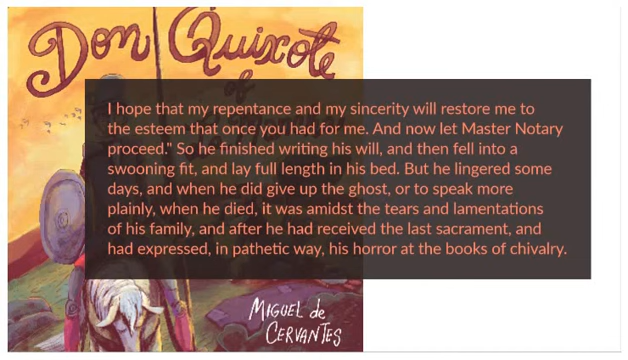 Don Quixote
of
I hope that my repentance and my sincerity will restore me to
the esteem that once you had for me. And now let Master Notary
proceed." So he finished writing his will, and then fell into a
swooning fit, and lay full length in his bed. But he lingered some
days, and when he did give up the ghost, or to speak more
plainly, when he died, it was amidst the tears and lamentations
of his family, and after he had received the last sacrament, and
had expressed, in pathetic way, his horror at the books of chivalry.
MIGUEL de
CERVANTES